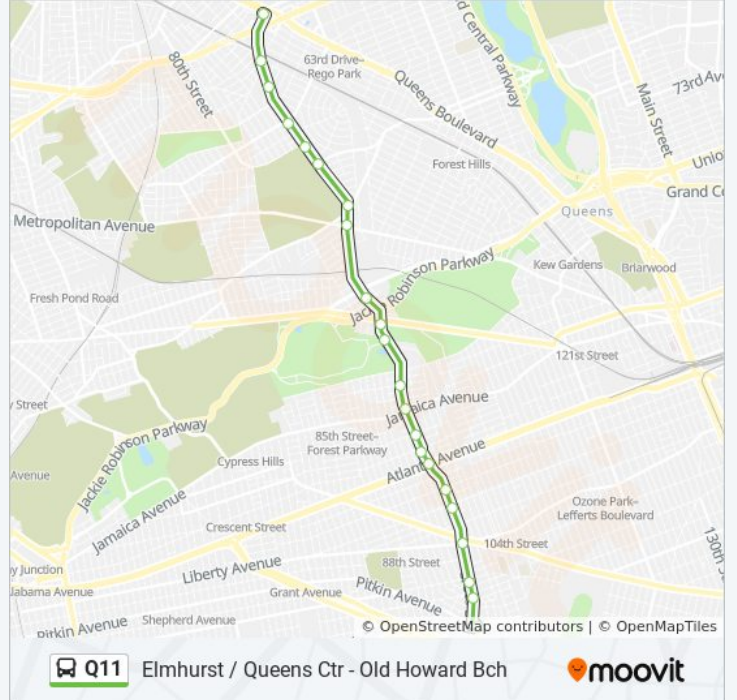 d Central Parkway
80th Street
63rd Drive–
Rego Park
Queens Boulevard
Main Street
73rd Av
Forest Hills
Unio
Grand C
Queens
Metropolitan Avenue
Jackie Robinson Parkway
Kew Gardens
Briarwood
Fresh Pond Road
121st Street
y Street
Jamaica Avenue
85th Street–
Forest Parkway
Jackie Robinson Parkway
Cypress Hills
Atlantic Avenue
Avenue
Jamaica Avenue
Ozone Park–
Lefferts Boulevard
Crescent Street
104th Street
130th S
y Junction
Liberty Avenue
88th Street
labama Avenue
Grant Avenue
Pitkin Avenue
Shepherd Avenue
Pitkin Avenue
© OpenStreetMap contributors | © OpenMapTiles
Q11 Elmhurst / Queens Ctr - Old Howard Bch
moovit